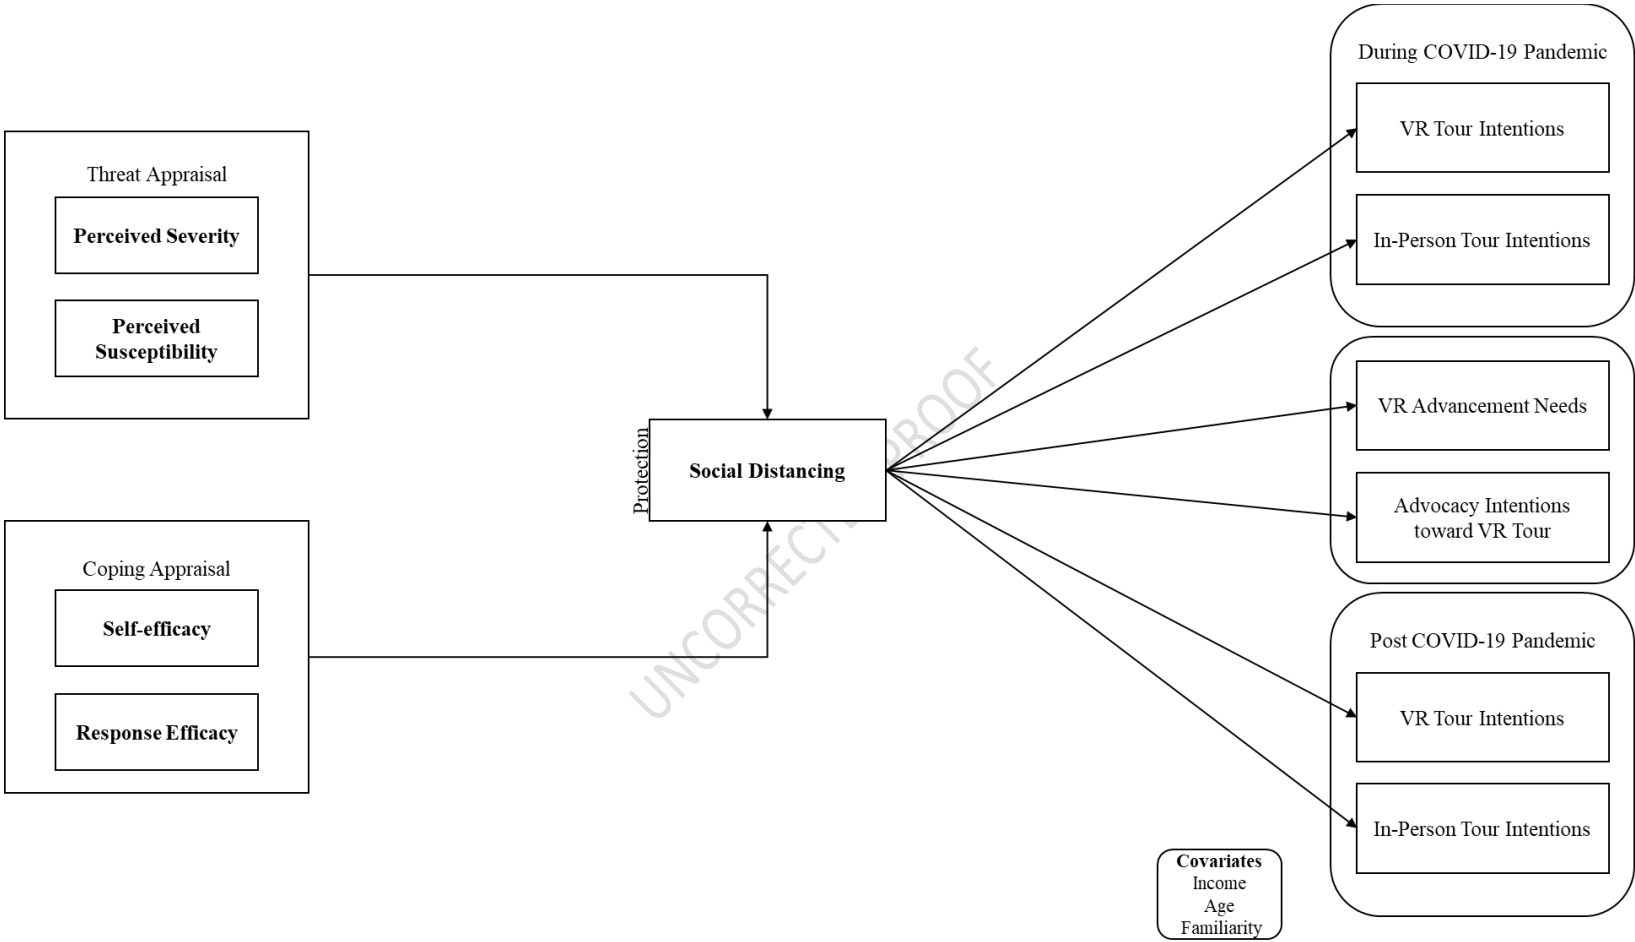 Threat Appraisal
Perceived Severity
Perceived
Susceptibility
Coping Appraisal
Self-efficacy
Response Efficacy
Protection
Social Distancing
UNCORRECTED PROOF
During COVID-19 Pandemic
VR Tour Intentions
In-Person Tour Intentions
VR Advancement Needs
Advocacy Intentions
toward VR Tour
Post COVID-19 Pandemic
VR Tour Intentions
In-Person Tour Intentions
Covariates
Income
Age
Familiarity